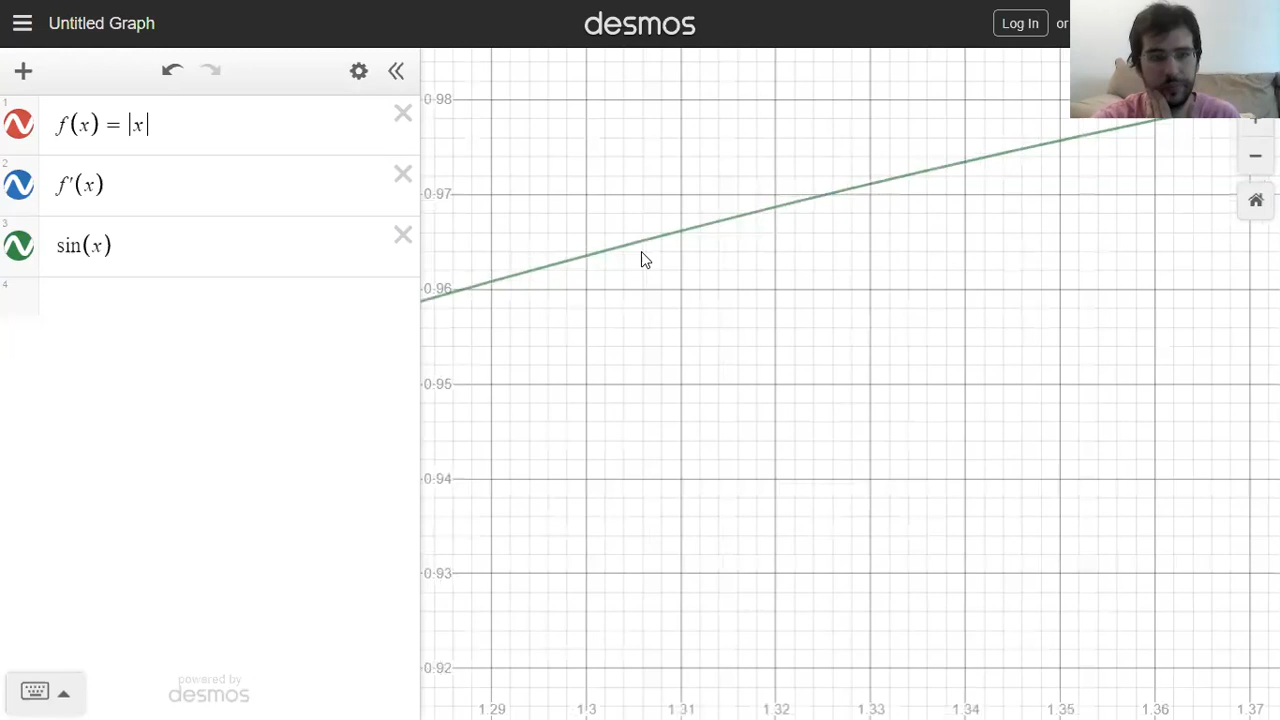 Untitled Graph
desmos
Log In or
1
f(x) = |x|
2
f'(x)
3
sin(x)
4
powered by
desmos
0.98
0.97
0.96
0.95
0.94
0.93
0.92
1.29 1.3 1.31 1.32 1.33 1.34 1.35 1.36 1.37